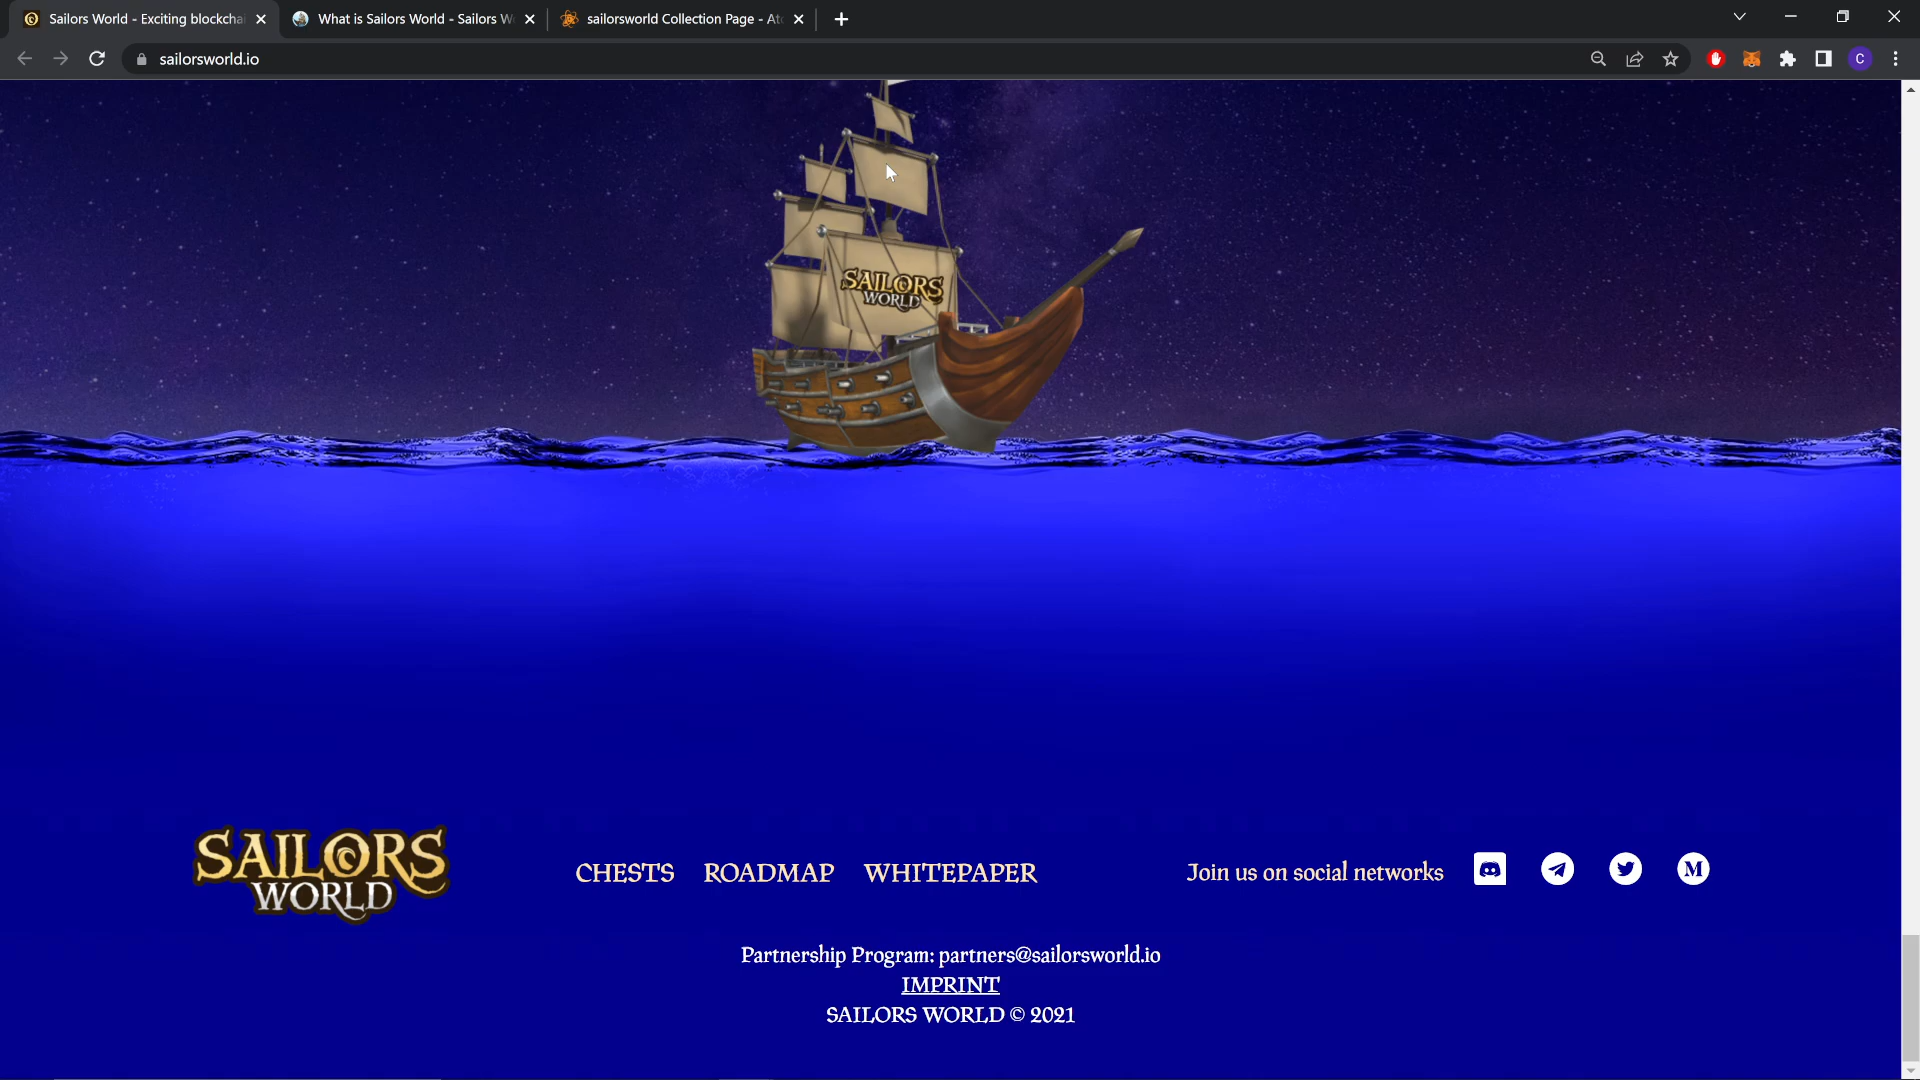 Sailors World - Exciting blockcha
What is Sailors World - Sailors W
sailorsworld Collection Page - At
sailorsworld.io
C
SAILORS
WORLD
SAILORS
WORLD
CHESTS ROADMAP WHITEPAPER
Join us on social networks
M
Partnership Program: partners@sailorsworld.io
IMPRINT
SAILORS WORLD © 2021